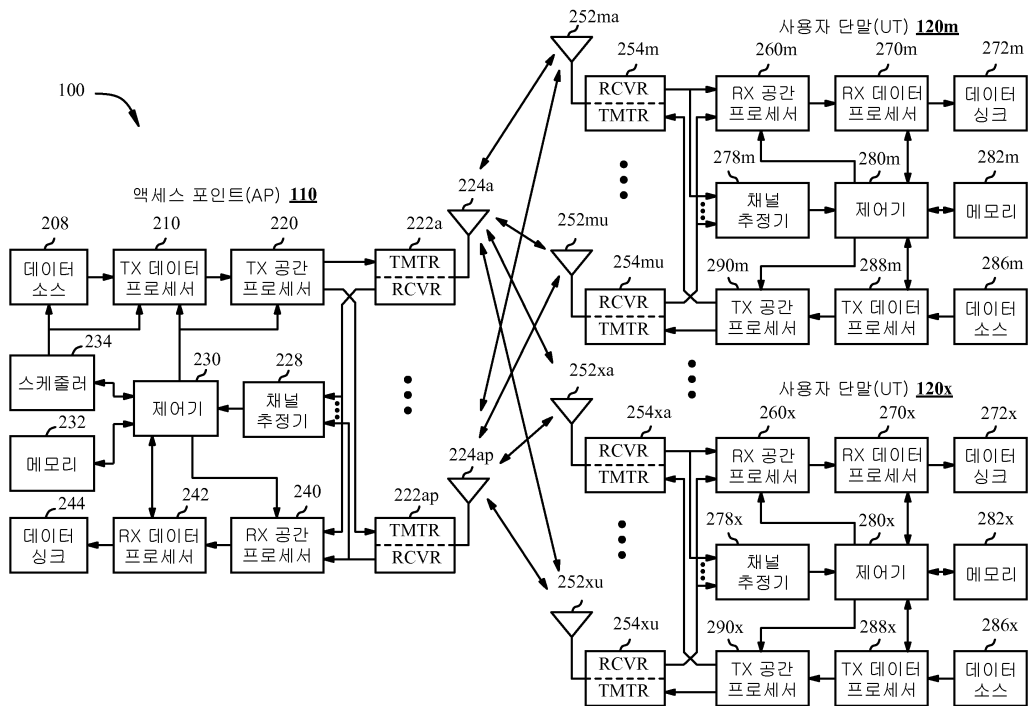 100
액세스 포인트(AP) 110
208
데이터
소스
210
TX 데이터
프로세서
220
TX 공간
프로세서
222a
TMTR
RCVR
224a
234
스케줄러
230
제어기
228
채널
추정기
232
메모리
244
데이터
싱크
242
RX 데이터
프로세서
240
RX 공간
프로세서
222ap
TMTR
RCVR
224ap
사용자 단말(UT) 120m
252ma
254m
RCVR
TMTR
260m
RX 공간
프로세서
270m
RX 데이터
프로세서
272m
데이터
싱크
278m
채널
추정기
280m
제어기
282m
메모리
252mu
254mu
RCVR
TMTR
290m
TX 공간
프로세서
288m
TX 데이터
프로세서
286m
데이터
소스
사용자 단말(UT) 120x
252xa
254xa
RCVR
TMTR
260x
RX 공간
프로세서
270x
RX 데이터
프로세서
272x
데이터
싱크
278x
채널
추정기
280x
제어기
282x
메모리
252xu
254xu
RCVR
TMTR
290x
TX 공간
프로세서
288x
TX 데이터
프로세서
286x
데이터
소스